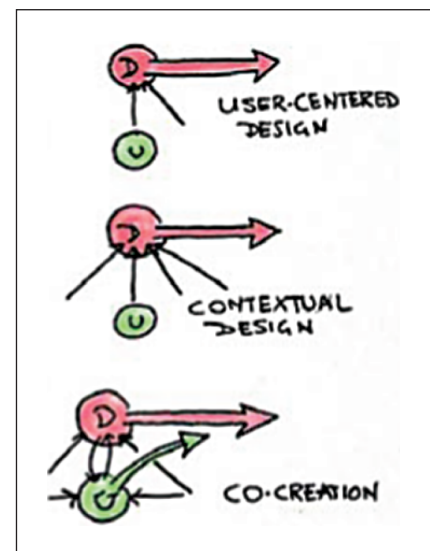 D
USER-CENTERED
DESIGN
U
D
CONTEXTUAL
DESIGN
U
D
U
CO-CREATION